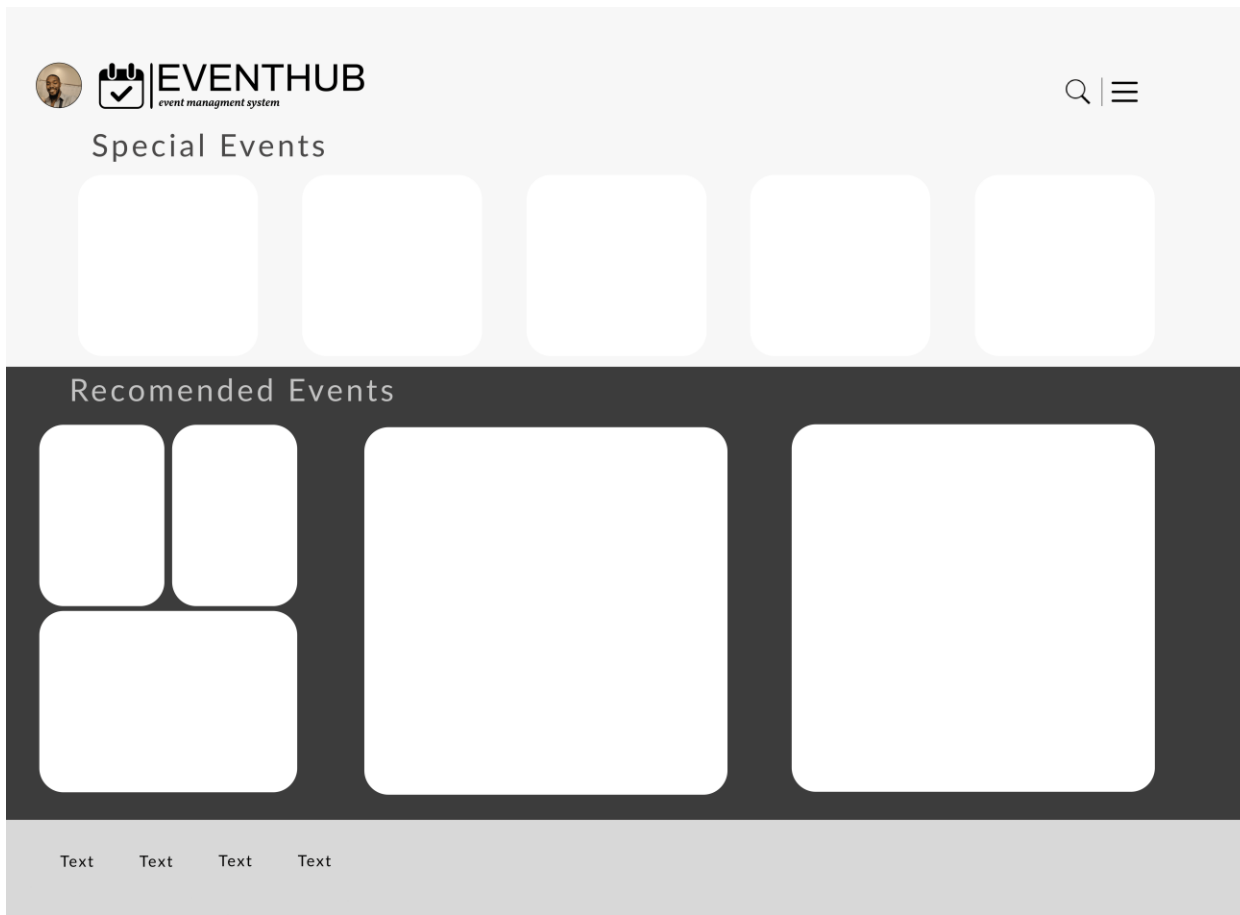 EVENTHUB
event managment system
Special Events
Recomended Events
Text Text Text Text